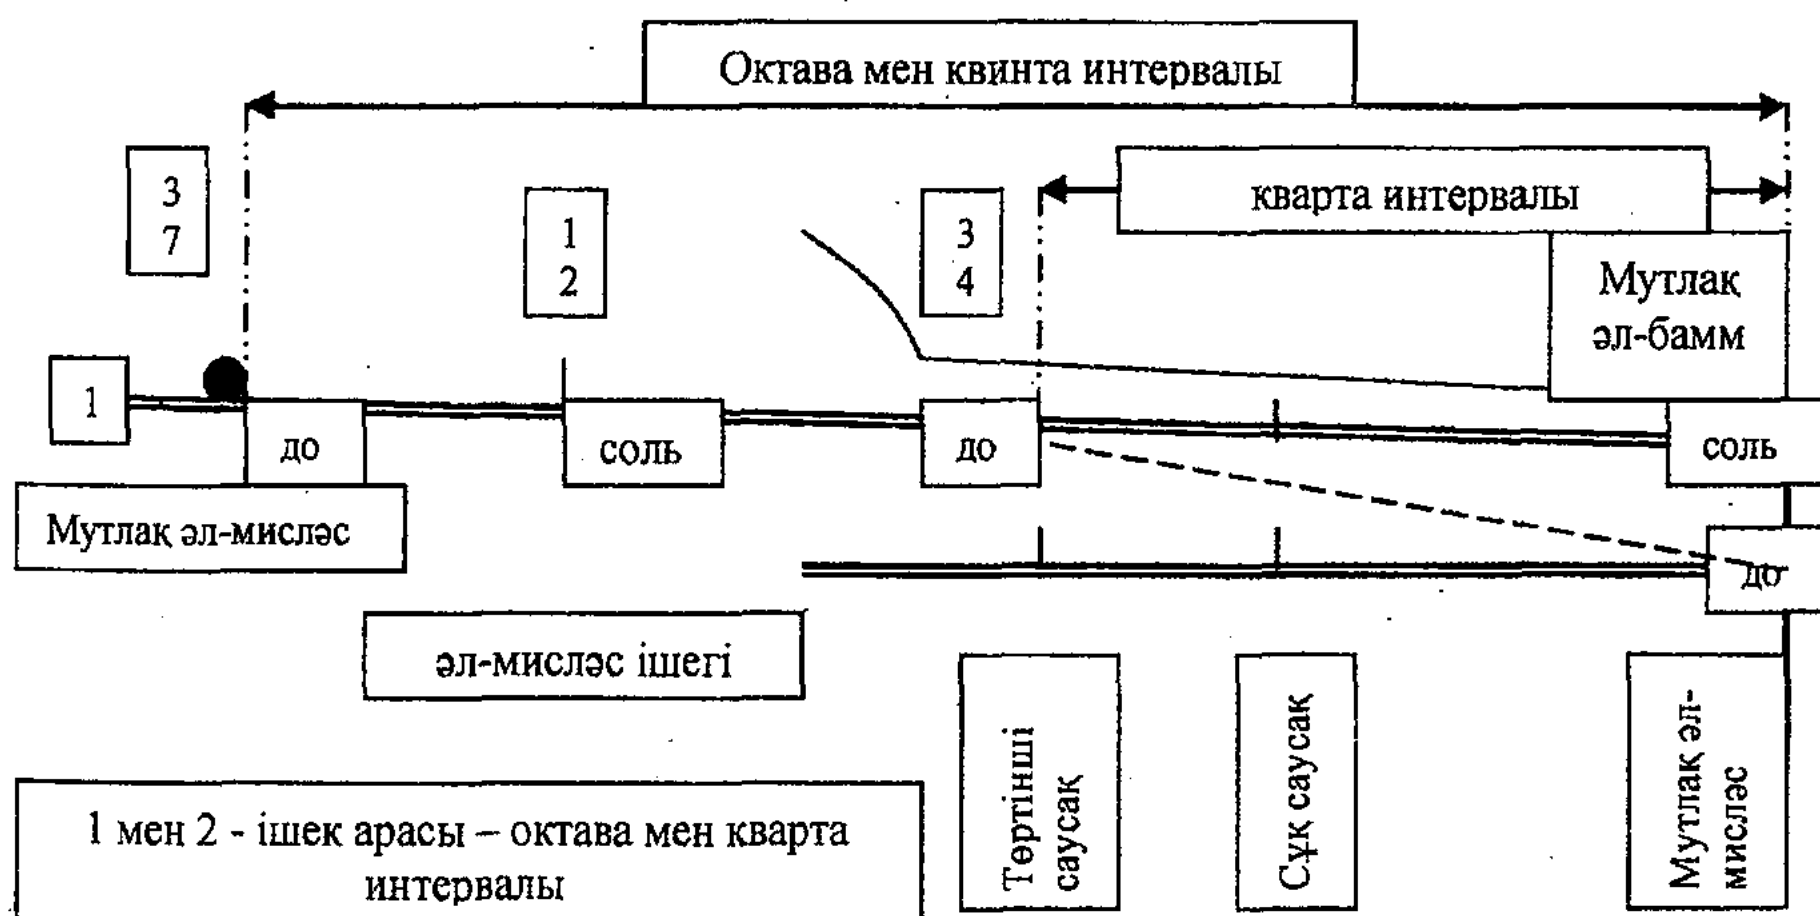 Октава мен квинта интервалы
3
7
1
2
3
4
кварта интервалы
Мутлақ
әл-бамм
1
до
соль
до
соль
Мутлақ әл-мисләс
до
әл-мисләс ішегі
Төртінші
саусақ
Сұқ саусақ
Мутлақ әл-
мисләс
1 мен 2 - ішек арасы – октава мен кварта
интервалы